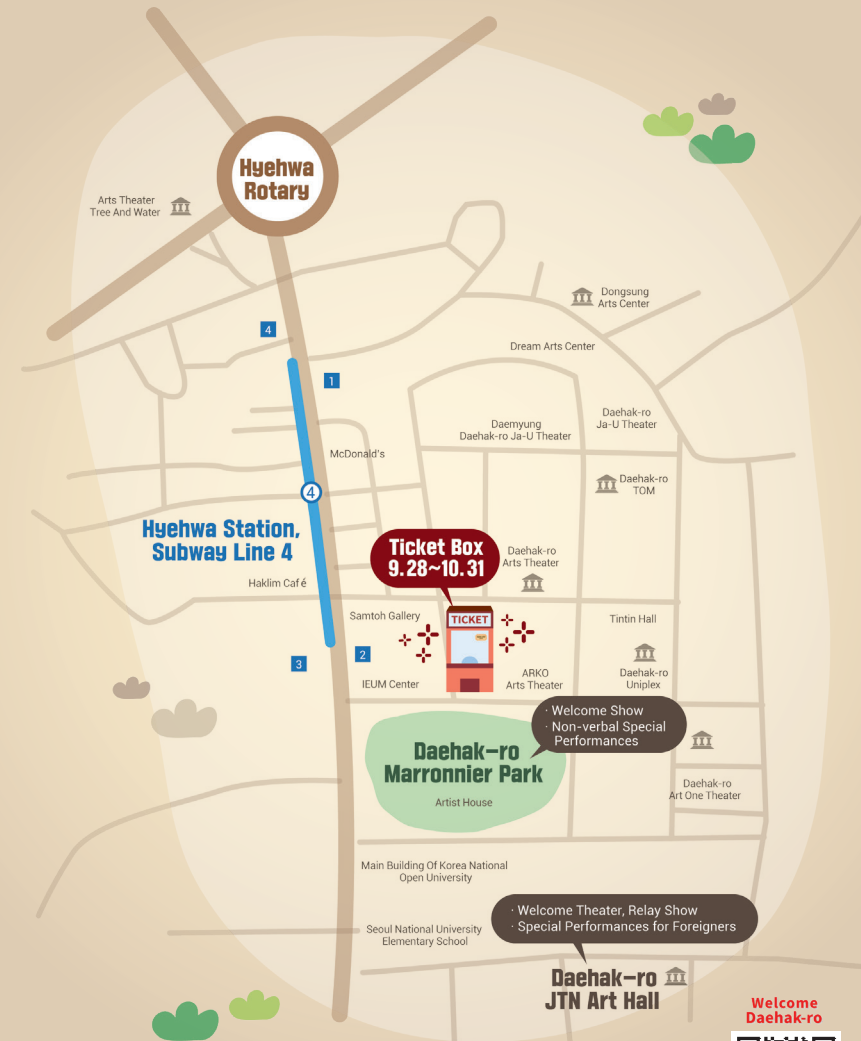 Hyehwa
Rotary
Arts Theater
Tree And Water
Dongsung
Arts Center
4
Dream Arts Center
1
Daehak-ro
Ja-U Theater
Daemyung
Daehak-ro Ja-U Theater
McDonald's
Daehak-ro
TOM
4
Hyehwa Station,
Subway Line 4
Ticket Box
9.28~10.31
Daehak-ro
Arts Theater
Haklim Café
Samtoh Gallery
TICKET
Tintin Hall
2
3
IEUM Center
ARKO
Arts Theater
Daehak-ro
Uniplex
· Welcome Show
· Non-verbal Special
Performances
Daehak-ro
Marronnier Park
Artist House
Daehak-ro
Art One Theater
Main Building Of Korea National
Open University
· Welcome Theater, Relay Show
· Special Performances for Foreigners
Seoul National University
Elementary School
Daehak-ro
JTN Art Hall
Welcome
Daehak-ro